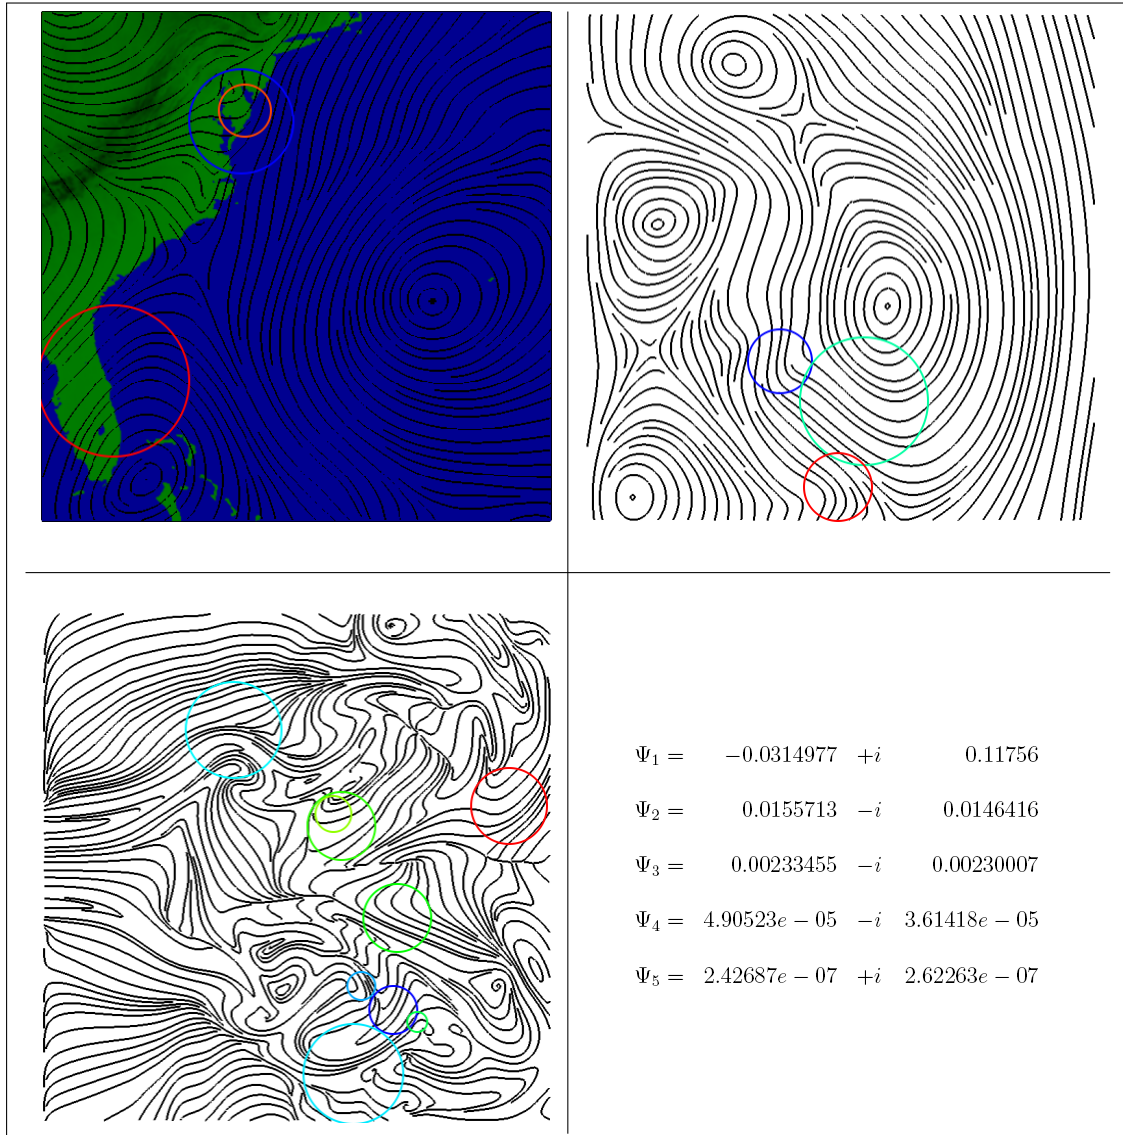 Ψ₁ = −0.0314977 +i 0.11756
Ψ₂ = 0.0155713 −i 0.0146416
Ψ₃ = 0.00233455 −i 0.00230007
Ψ₄ = 4.90523e − 05 −i 3.61418e − 05
Ψ₅ = 2.42687e − 07 +i 2.62263e − 07